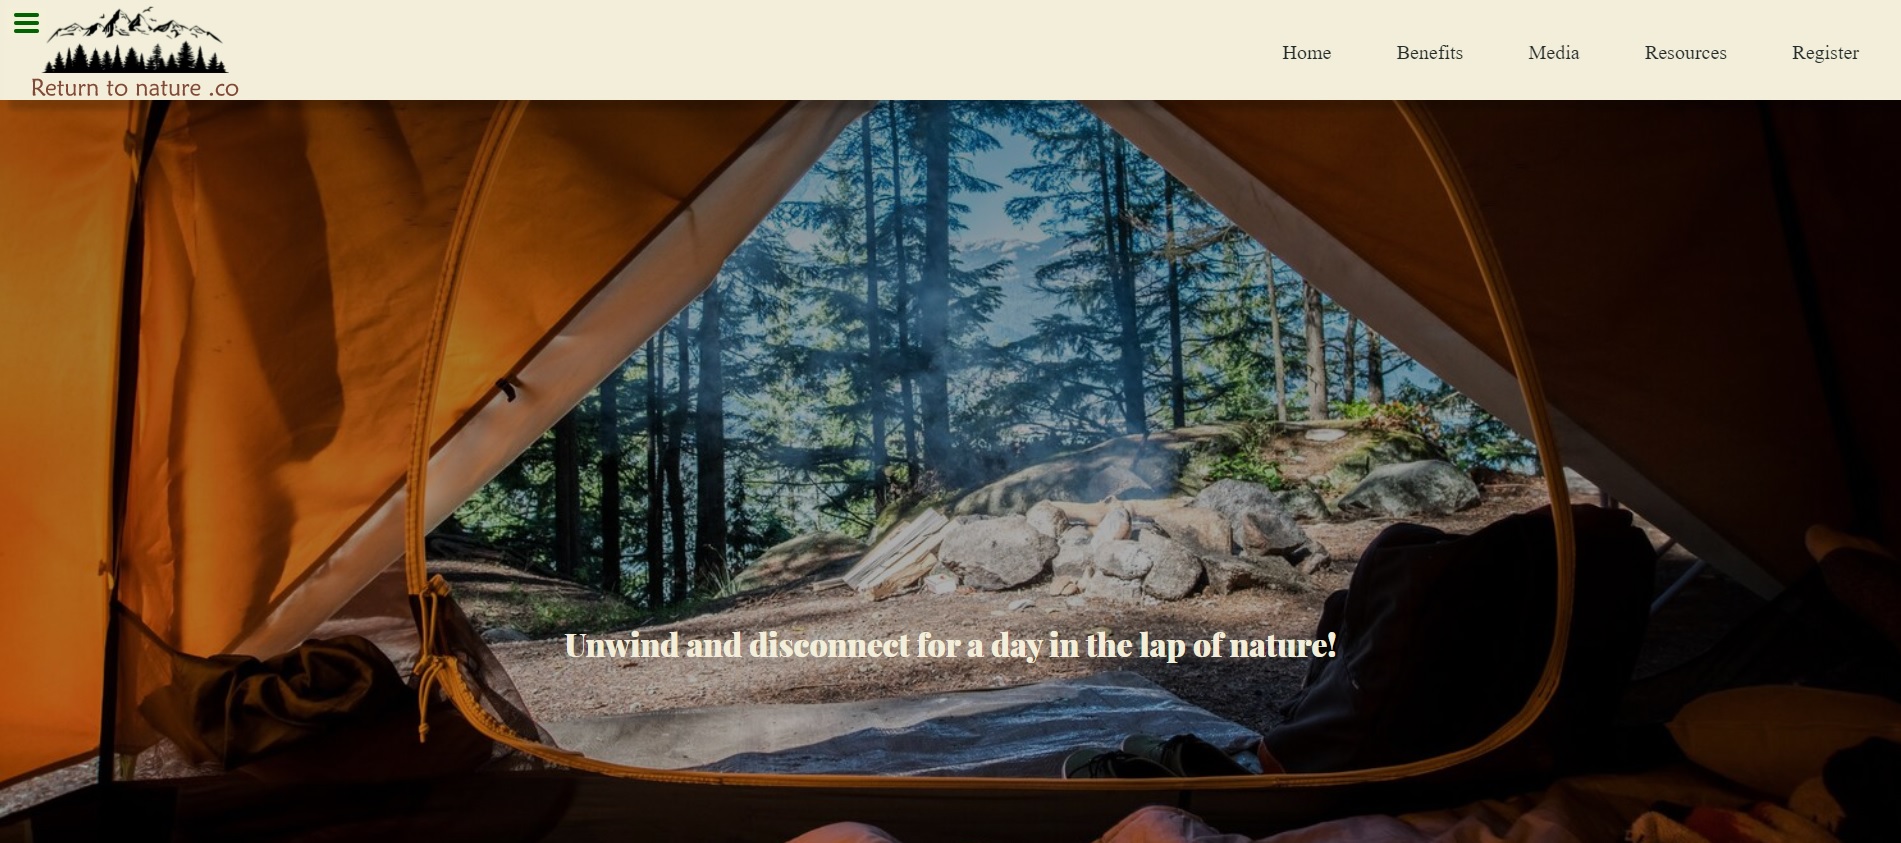 Return to nature .co
Home
Benefits
Media
Resources
Register
Unwind and disconnect for a day in the lap of nature!